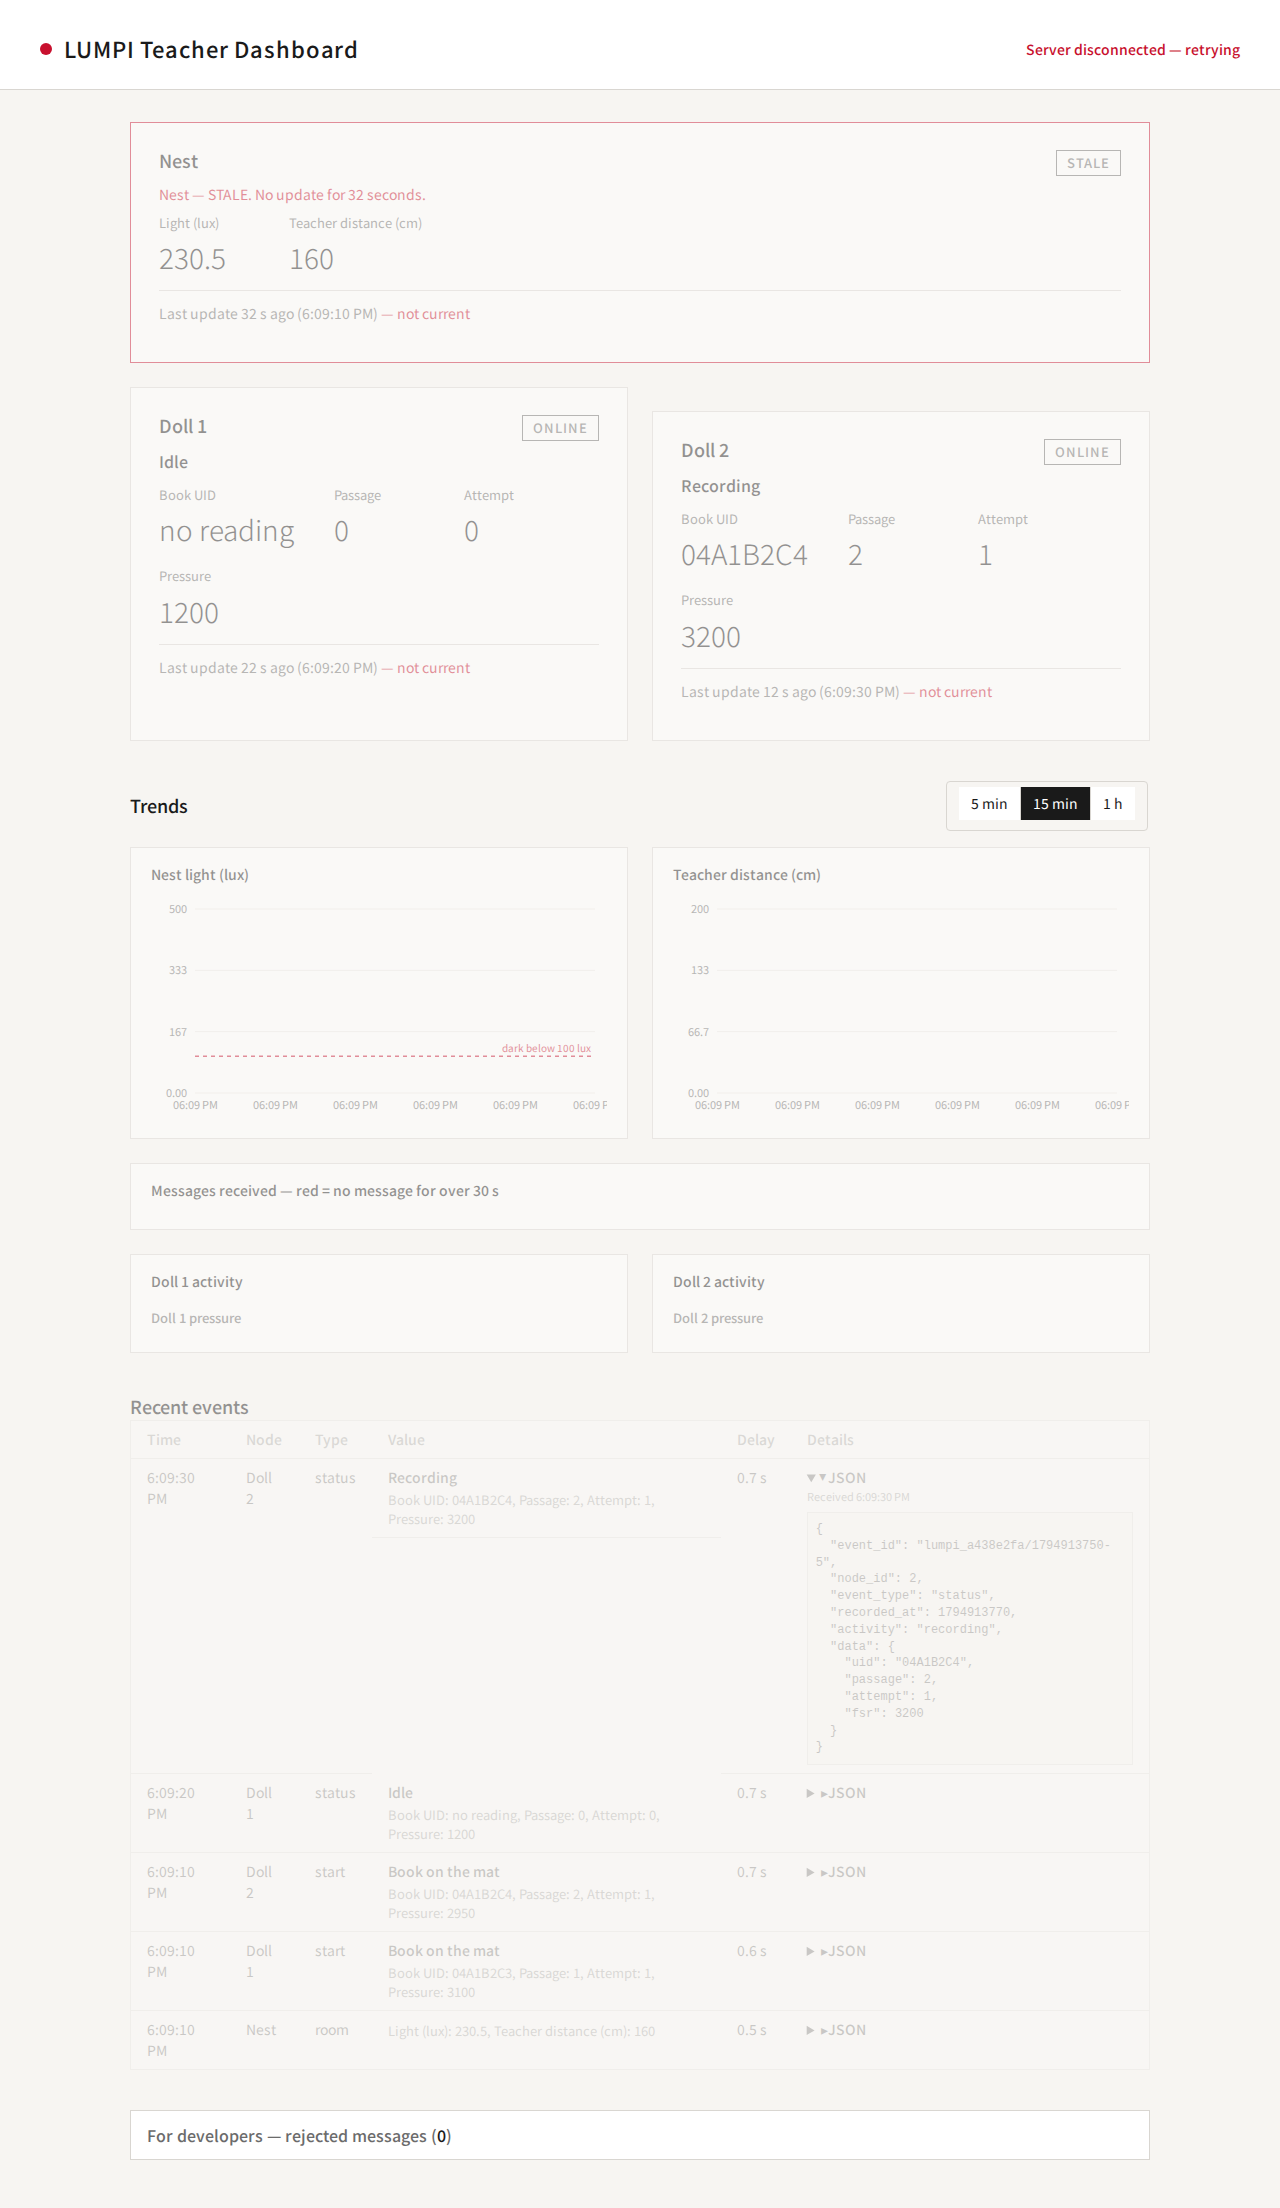 LUMPI Teacher Dashboard
Server disconnected — retrying
Nest
STALE
Nest — STALE. No update for 32 seconds.
Light (lux) Teacher distance (cm)
230.5 160
Last update 32 s ago (6:09:10 PM) — not current
Doll 1
ONLINE
Idle
Book UID Passage Attempt
no reading 0 0
Pressure
1200
Last update 22 s ago (6:09:20 PM) — not current
Doll 2
ONLINE
Recording
Book UID Passage Attempt
04A1B2C4 2 1
Pressure
3200
Last update 12 s ago (6:09:30 PM) — not current
Trends
5 min 15 min 1 h
Nest light (lux)
500
333
167
dark below 100 lux
0.00
06:09 PM 06:09 PM 06:09 PM 06:09 PM 06:09 PM 06:09 F
Teacher distance (cm)
200
133
66.7
0.00
06:09 PM 06:09 PM 06:09 PM 06:09 PM 06:09 PM 06:09 F
Messages received — red = no message for over 30 s
Doll 1 activity
Doll 1 pressure
Doll 2 activity
Doll 2 pressure
Recent events
Time Node Type Value Delay Details
6:09:30 PM Doll 2 status Recording 0.7 s ▼▼JSON
Book UID: 04A1B2C4, Passage: 2, Attempt: 1,
Pressure: 3200
Received 6:09:30 PM
{
"event_id": "lumpi_a438e2fa/1794913750-
5",
"node_id": 2,
"event_type": "status",
"recorded_at": 1794913770,
"activity": "recording",
"data": {
"uid": "04A1B2C4",
"passage": 2,
"attempt": 1,
"fsr": 3200
}
}
6:09:20 PM Doll 1 status Idle 0.7 s ▶ ▸JSON
Book UID: no reading, Passage: 0, Attempt: 0,
Pressure: 1200
6:09:10 PM Doll 2 start Book on the mat 0.7 s ▶ ▸JSON
Book UID: 04A1B2C4, Passage: 2, Attempt: 1,
Pressure: 2950
6:09:10 PM Doll 1 start Book on the mat 0.6 s ▶ ▸JSON
Book UID: 04A1B2C3, Passage: 1, Attempt: 1,
Pressure: 3100
6:09:10 PM Nest room Light (lux): 230.5, Teacher distance (cm): 160 0.5 s ▶ ▸JSON
For developers — rejected messages (0)